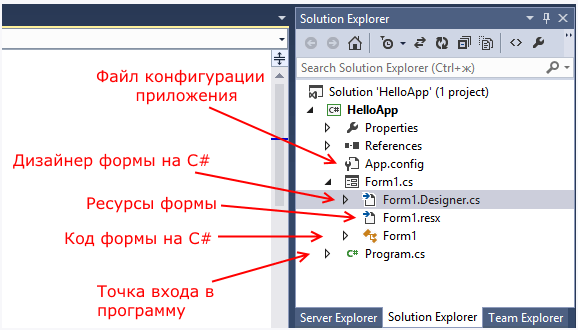 Solution Explorer
Search Solution Explorer (Ctrl+ж)
Solution 'HelloApp' (1 project)
C# HelloApp
Properties
References
App.config
Form1.cs
Form1.Designer.cs
Form1.resx
Form1
C# Program.cs
Файл конфигурации
приложения
Дизайнер формы на C#
Ресурсы формы
Код формы на C#
Точка входа в
программу
Server Explorer Solution Explorer Team Explorer